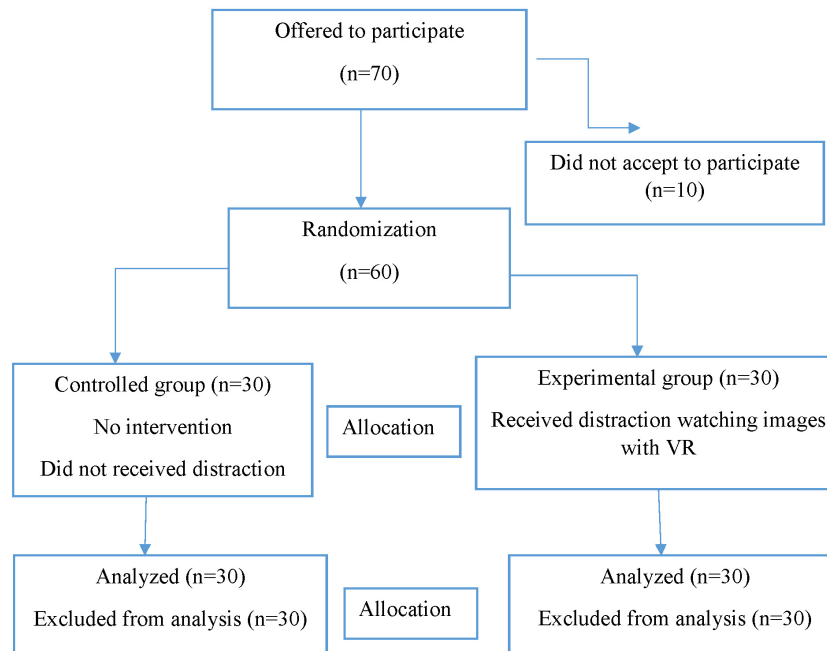 Offered to participate
(n=70)
Did not accept to participate
(n=10)
Randomization
(n=60)
Controlled group (n=30)
No intervention
Did not received distraction
Allocation
Experimental group (n=30)
Received distraction watching images
with VR
Analyzed (n=30)
Excluded from analysis (n=30)
Allocation
Analyzed (n=30)
Excluded from analysis (n=30)